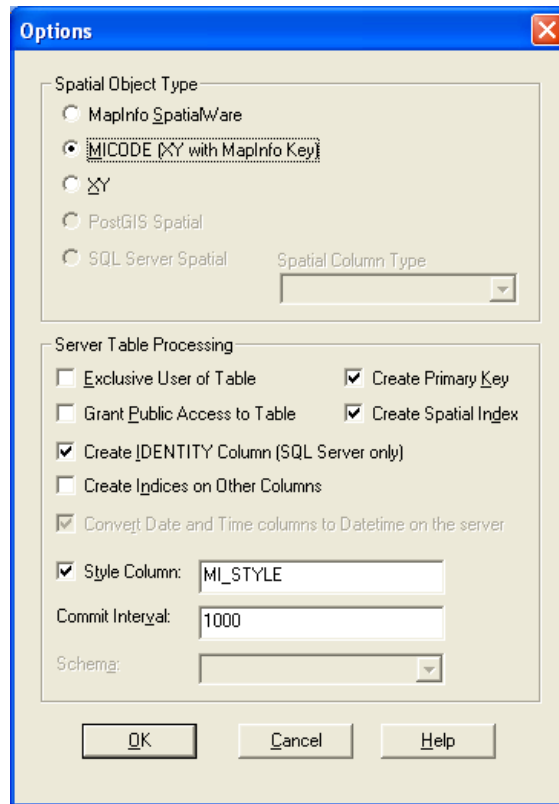 Options
Spatial Object Type
MapInfo SpatialWare
MICODE (XY with MapInfo Key)
XY
PostGIS Spatial
SQL Server Spatial
Spatial Column Type
Server Table Processing
Exclusive User of Table
Create Primary Key
Grant Public Access to Table
Create Spatial Index
Create IDENTITY Column (SQL Server only)
Create Indices on Other Columns
Convert Date and Time columns to Datetime on the server
Style Column: MI_STYLE
Commit Interval: 1000
Schema:
OK Cancel Help